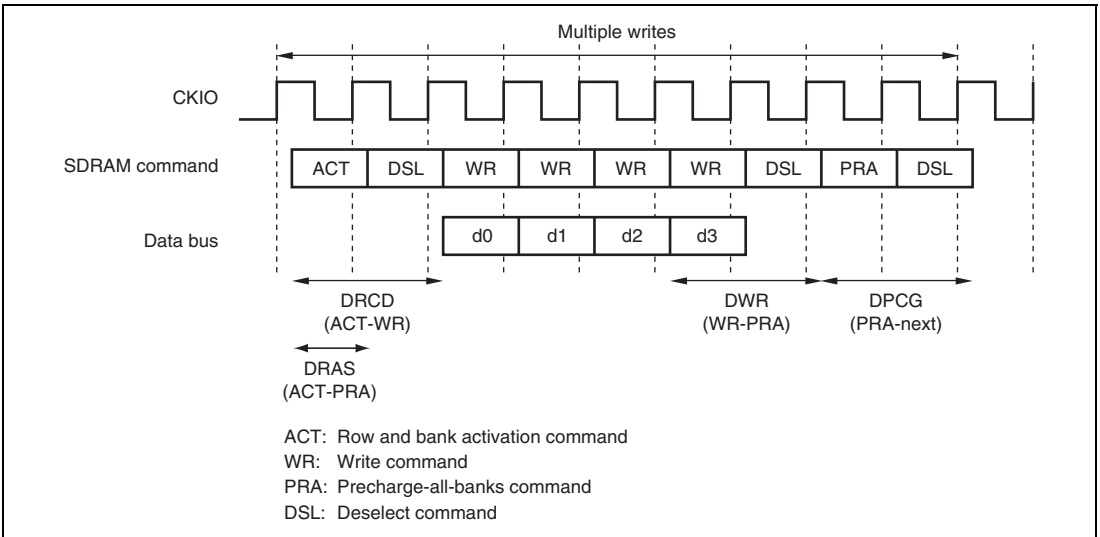 Multiple writes
CKIO
SDRAM command
ACT DSL WR WR WR WR DSL PRA DSL
Data bus
d0 d1 d2 d3
DRCD DWR DPCG
(ACT-WR) (WR-PRA) (PRA-next)
DRAS
(ACT-PRA)
ACT: Row and bank activation command
WR: Write command
PRA: Precharge-all-banks command
DSL: Deselect command